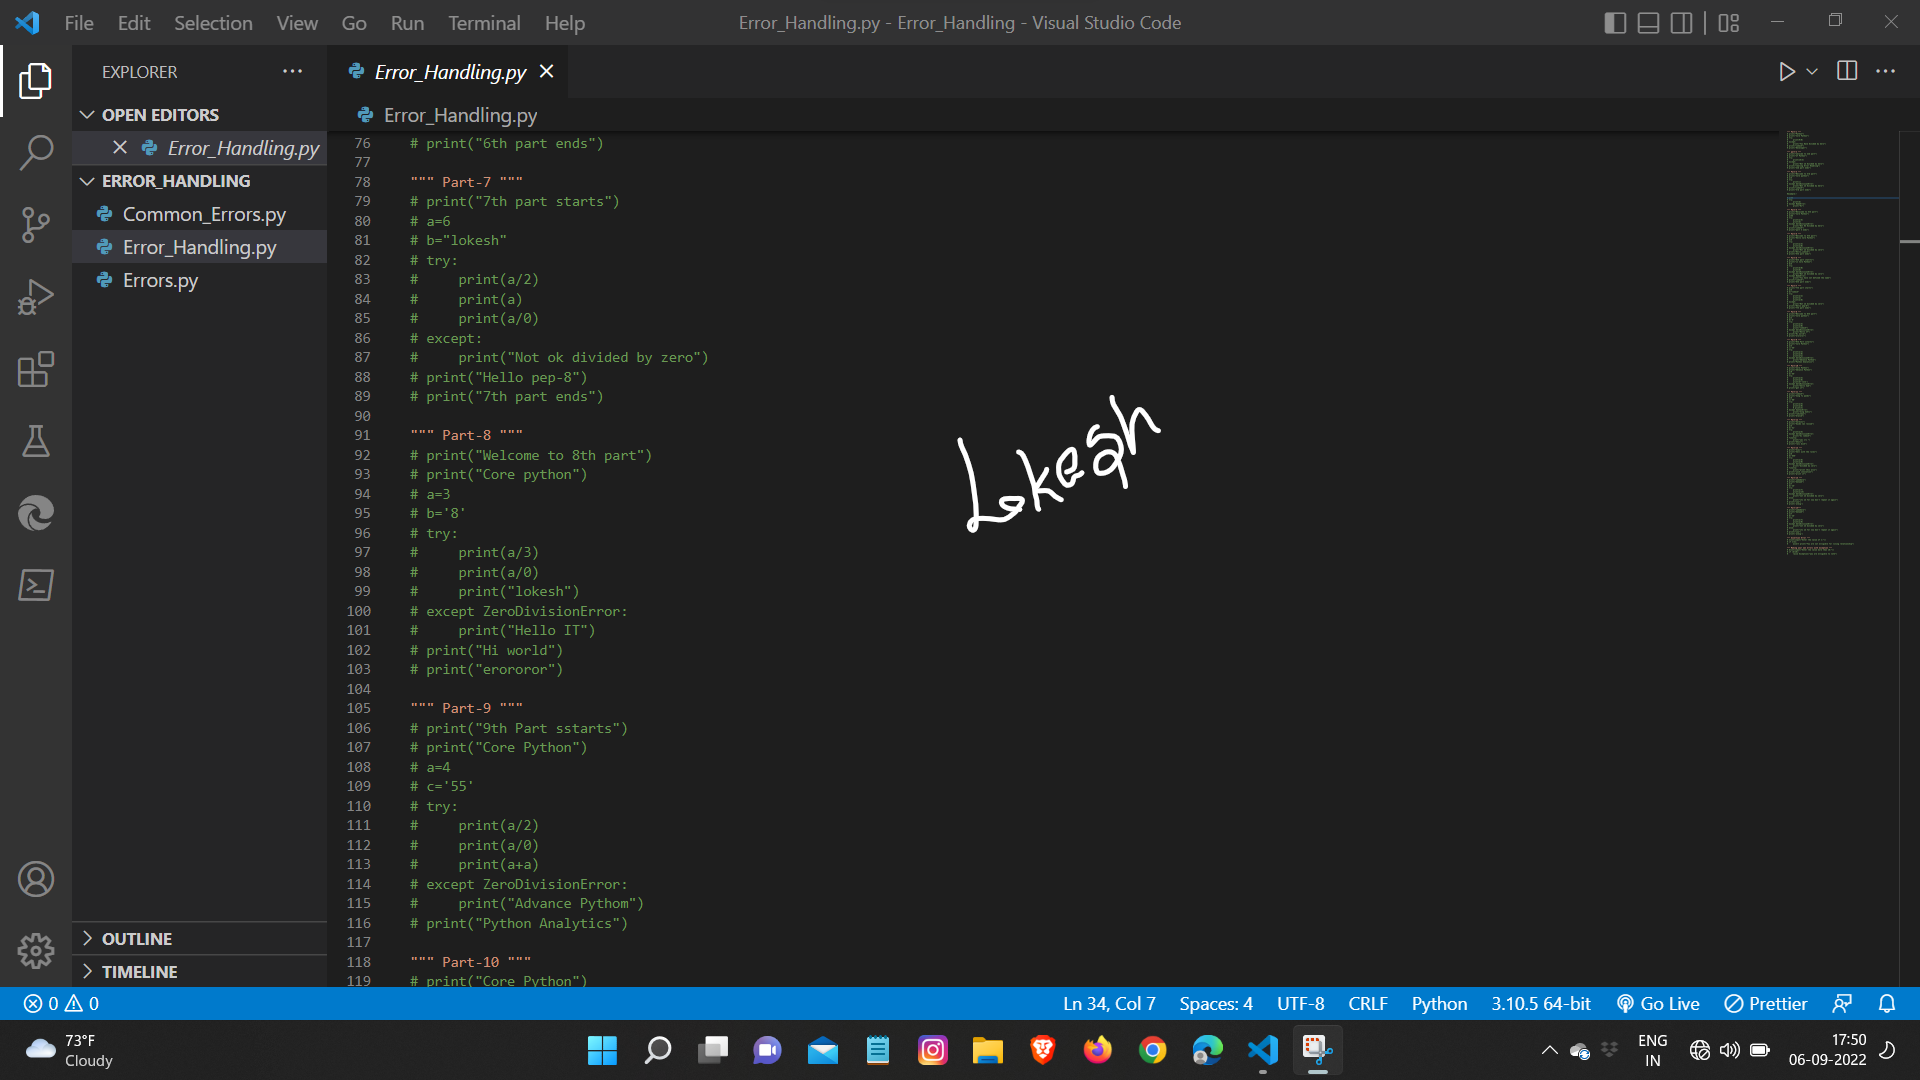 File Edit Selection View Go Run Terminal Help Error_Handling.py - Error_Handling - Visual Studio Code
EXPLORER
OPEN EDITORS
Error_Handling.py
ERROR_HANDLING
Common_Errors.py
Error_Handling.py
Errors.py
OUTLINE
TIMELINE
Error_Handling.py
Error_Handling.py
76 # print("6th part ends")
77
78 """ Part-7 """
79 # print("7th part starts")
80 # a=6
81 # b="lokesh"
82 # try:
83 #     print(a/2)
84 #     print(a)
85 #     print(a/0)
86 # except:
87 #     print("Not ok divided by zero")
88 # print("Hello pep-8")
89 # print("7th part ends")
90
91 """ Part-8 """
92 # print("Welcome to 8th part")
93 # print("Core python")
94 # a=3
95 # b='8'
96 # try:
97 #     print(a/3)
98 #     print(a/0)
99 #     print("lokesh")
100 # except ZeroDivisionError:
101 #     print("Hello IT")
102 # print("Hi world")
103 # print("erororor")
104
105 """ Part-9 """
106 # print("9th Part sstarts")
107 # print("Core Python")
108 # a=4
109 # c='55'
110 # try:
111 #     print(a/2)
112 #     print(a/0)
113 #     print(a+a)
114 # except ZeroDivisionError:
115 #     print("Advance Pythom")
116 # print("Python Analytics")
117
118 """ Part-10 """
119 # print("Core Python")
Lokesh
0 0 Ln 34, Col 7 Spaces: 4 UTF-8 CRLF Python 3.10.5 64-bit Go Live Prettier
73°F
Cloudy
ENG
IN
17:50
06-09-2022